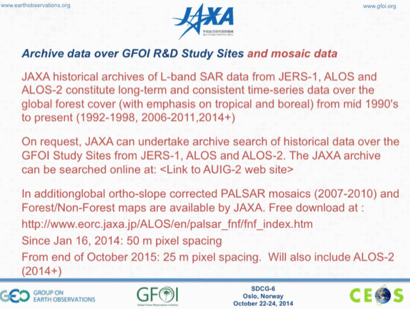 www.earthobservations.org
www.gfoi.org
JAXA
Archive data over GFOI R&D Study Sites and mosaic data
JAXA historical archives of L-band SAR data from JERS-1, ALOS and
ALOS-2 constitute long-term and consistent time-series data over the
global forest cover (with emphasis on tropical and boreal) from mid 1990's
to present (1992-1998, 2006-2011,2014+)
On request, JAXA can undertake archive search of historical data over the
GFOI Study Sites from JERS-1, ALOS and ALOS-2. The JAXA archive
can be searched online at: <Link to AUIG-2 web site>
In additionglobal ortho-slope corrected PALSAR mosaics (2007-2010) and
Forest/Non-Forest maps are available by JAXA. Free download at :
http://www.eorc.jaxa.jp/ALOS/en/palsar_fnf/fnf_index.htm
Since Jan 16, 2014: 50 m pixel spacing
From end of October 2015: 25 m pixel spacing.  Will also include ALOS-2
(2014+)
GEO GROUP ON
EARTH OBSERVATIONS
GFOI
SDCG-6
Oslo, Norway
October 22-24, 2014
CEOS